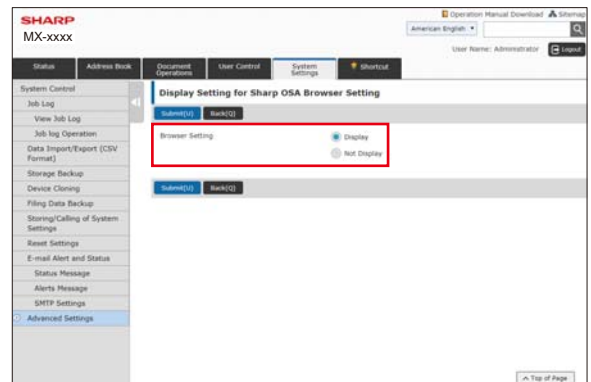 Operation Manual Download Sitemap
SHARP
MX-xxxx
American English
User Name: Administrator Logout
Status Address Book Document Operations User Control System Settings Shortcut
System Control
Job Log
View Job Log
Job log Operation
Data Import/Export (CSV
Format)
Storage Backup
Device Cloning
Filing Data Backup
Storing/Calling of System
Settings
Reset Settings
E-mail Alert and Status
Status Message
Alerts Message
SMTP Settings
Advanced Settings
Display Setting for Sharp OSA Browser Setting
Submit(U) Back(Q)
Browser Setting Display
Not Display
Submit(U) Back(Q)
Top of Page